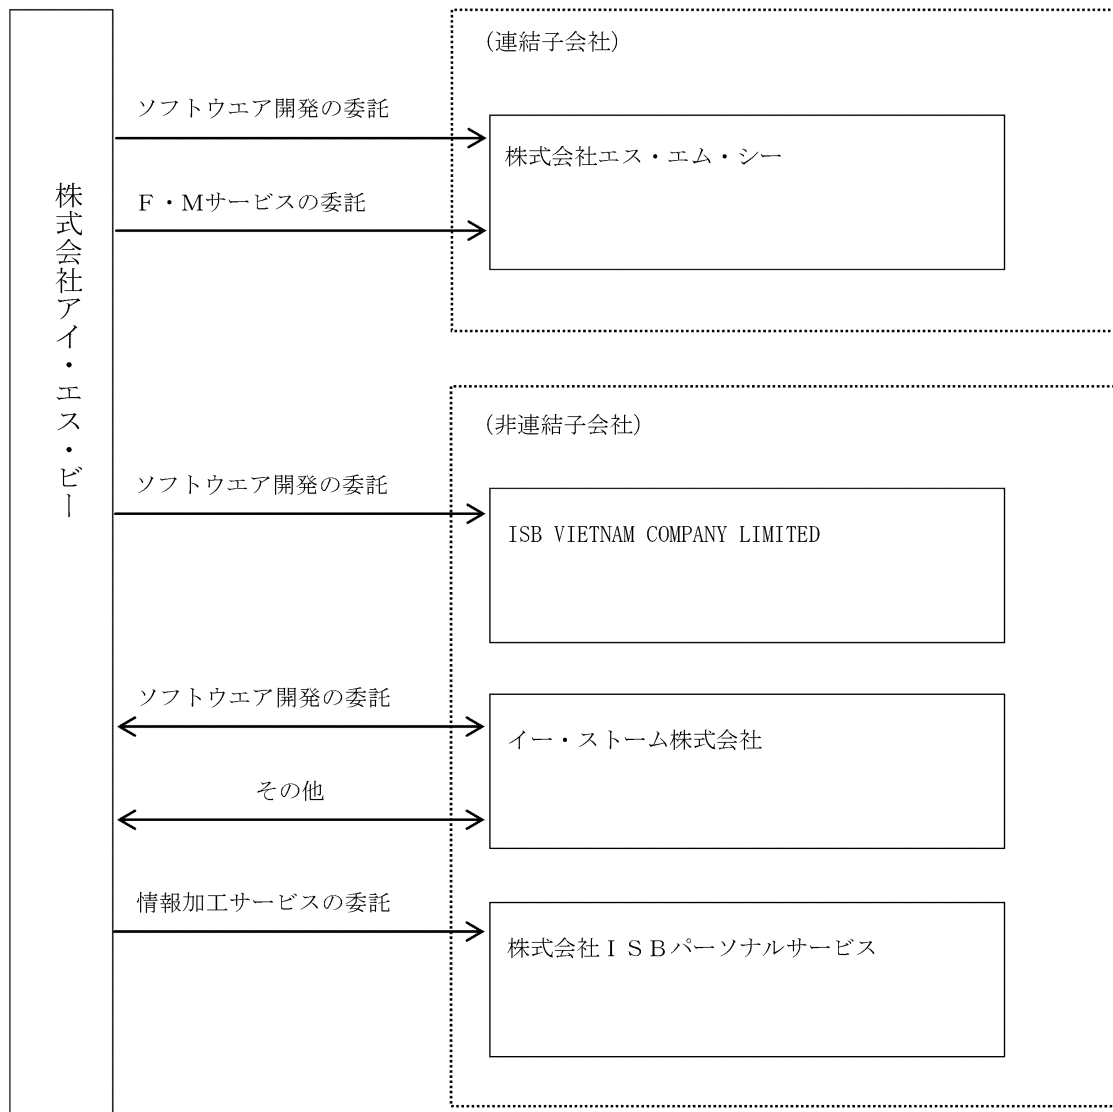 株式会社アイ・エス・ビー
(連結子会社)
ソフトウエア開発の委託
株式会社エス・エム・シー
Ｆ・Ｍサービスの委託
(非連結子会社)
ソフトウエア開発の委託
ISB VIETNAM COMPANY LIMITED
ソフトウエア開発の委託
イー・ストーム株式会社
その他
情報加工サービスの委託
株式会社ＩＳＢパーソナルサービス